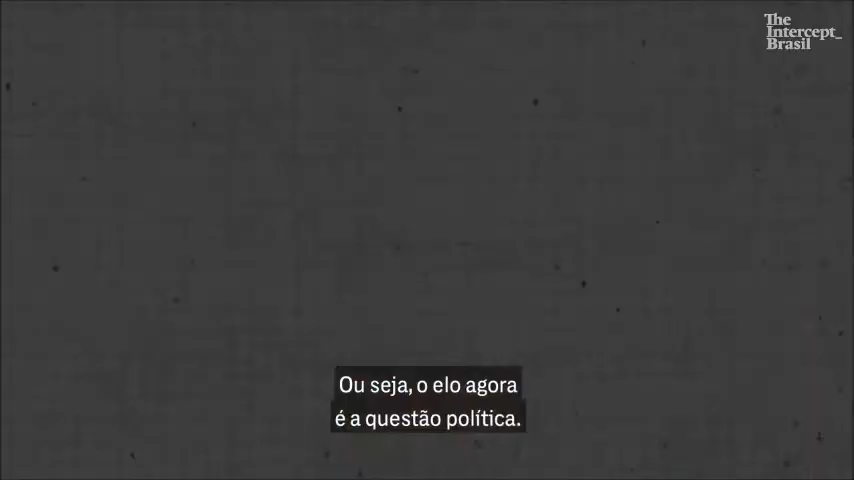 The
Intercept_
Brasil
Ou seja, o elo agora
é a questão política.